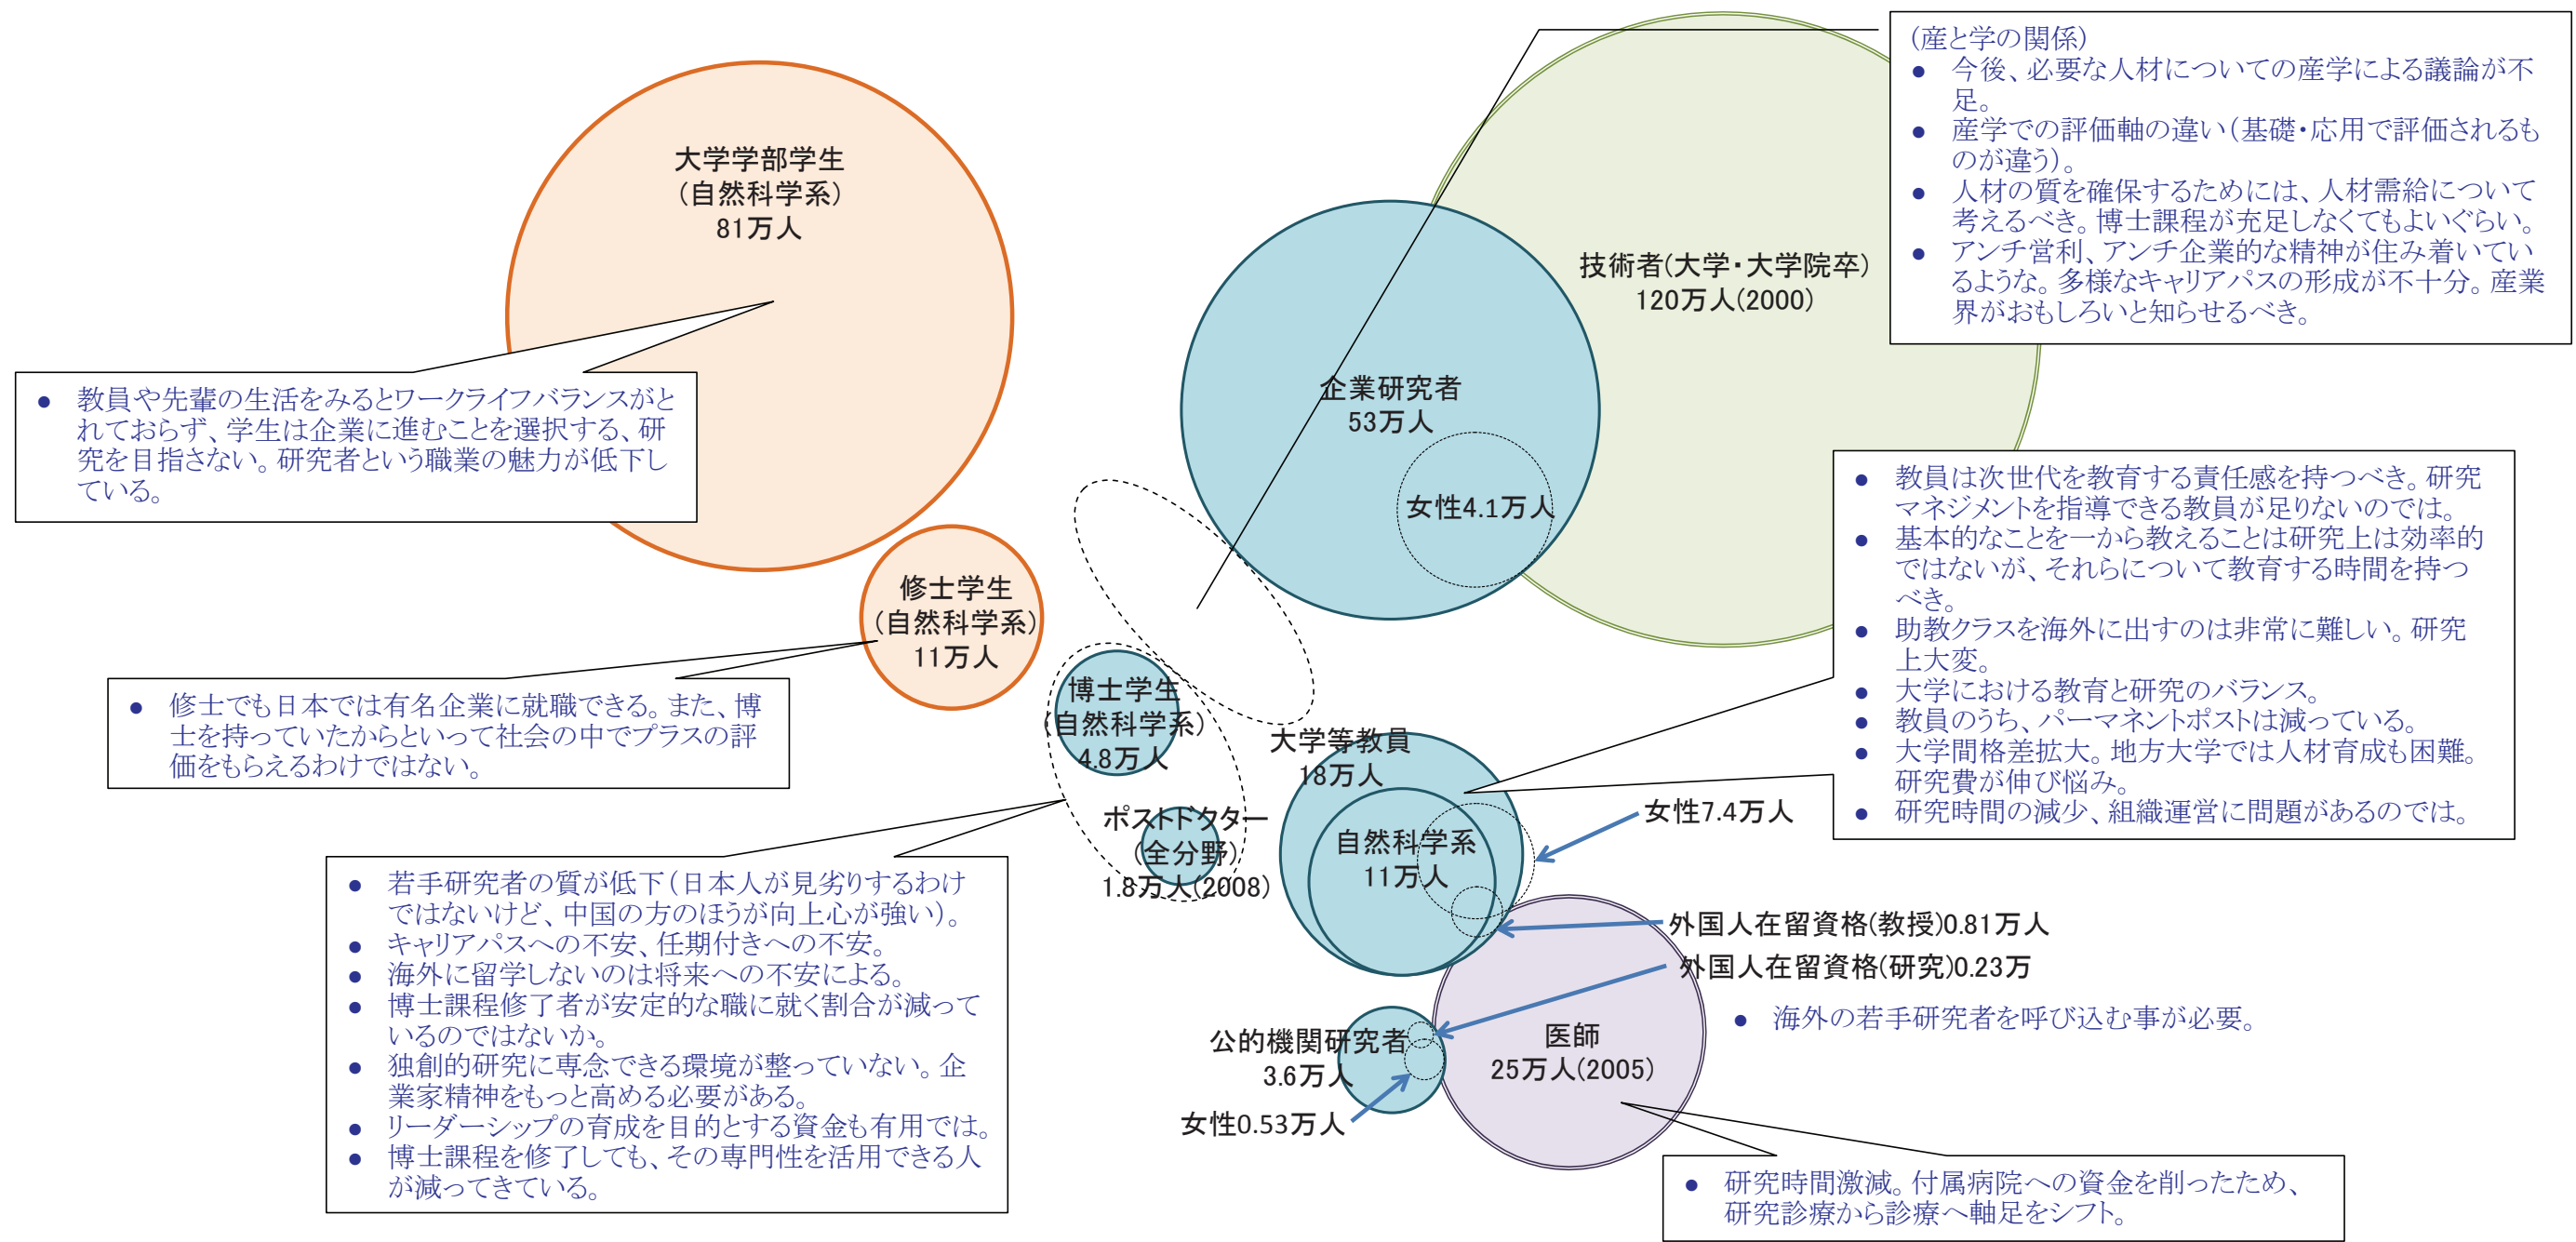 大学学部学生
(自然科学系)
81万人
● 教員や先輩の生活をみるとワークライフバランスがと
れておらず、学生は企業に進むことを選択する、研
究を目指さない。研究者という職業の魅力が低下し
ている。
修士学生
(自然科学系)
11万人
● 修士でも日本では有名企業に就職できる。また、博
士を持っていたからといって社会の中でプラスの評
価をもらえるわけではない。
博士学生
(自然科学系)
4.8万人
ポストドクター
(全分野)
1.8万人(2008)
● 若手研究者の質が低下（日本人が見劣りするわけ
ではないけど、中国の方のほうが向上心が強い）。
● キャリアパスへの不安、任期付きへの不安。
● 海外に留学しないのは将来への不安による。
● 博士課程修了者が安定的な職に就く割合が減って
いるのではないか。
● 独創的研究に専念できる環境が整っていない。企
業家精神をもっと高める必要がある。
● リーダーシップの育成を目的とする資金も有用では。
● 博士課程を修了しても、その専門性を活用できる人
が減ってきている。
技術者(大学・大学院卒)
120万人(2000)
企業研究者
53万人
女性4.1万人
（産と学の関係）
● 今後、必要な人材についての産学による議論が不
足。
● 産学での評価軸の違い（基礎・応用で評価されるも
のが違う）。
● 人材の質を確保するためには、人材需給について
考えるべき。博士課程が充足しなくてもよいぐらい。
● アンチ営利、アンチ企業的な精神が住み着いてい
るような。多様なキャリアパスの形成が不十分。産業
界がおもしろいと知らせるべき。
● 教員は次世代を教育する責任感を持つべき。研究
マネジメントを指導できる教員が足りないのでは。
● 基本的なことを一から教えることは研究上は効率的
ではないが、それらについて教育する時間を持つ
べき。
● 助教クラスを海外に出すのは非常に難しい。研究
上大変。
● 大学における教育と研究のバランス。
● 教員のうち、パーマネントポストは減っている。
● 大学間格差拡大。地方大学では人材育成も困難。
研究費が伸び悩み。
● 研究時間の減少、組織運営に問題があるのでは。
大学等教員
18万人
自然科学系
11万人
女性7.4万人
外国人在留資格(教授)0.81万人
外国人在留資格(研究)0.23万
● 海外の若手研究者を呼び込む事が必要。
公的機関研究者
3.6万人
女性0.53万人
医師
25万人(2005)
● 研究時間激減。付属病院への資金を削ったため、
研究診療から診療へ軸足をシフト。